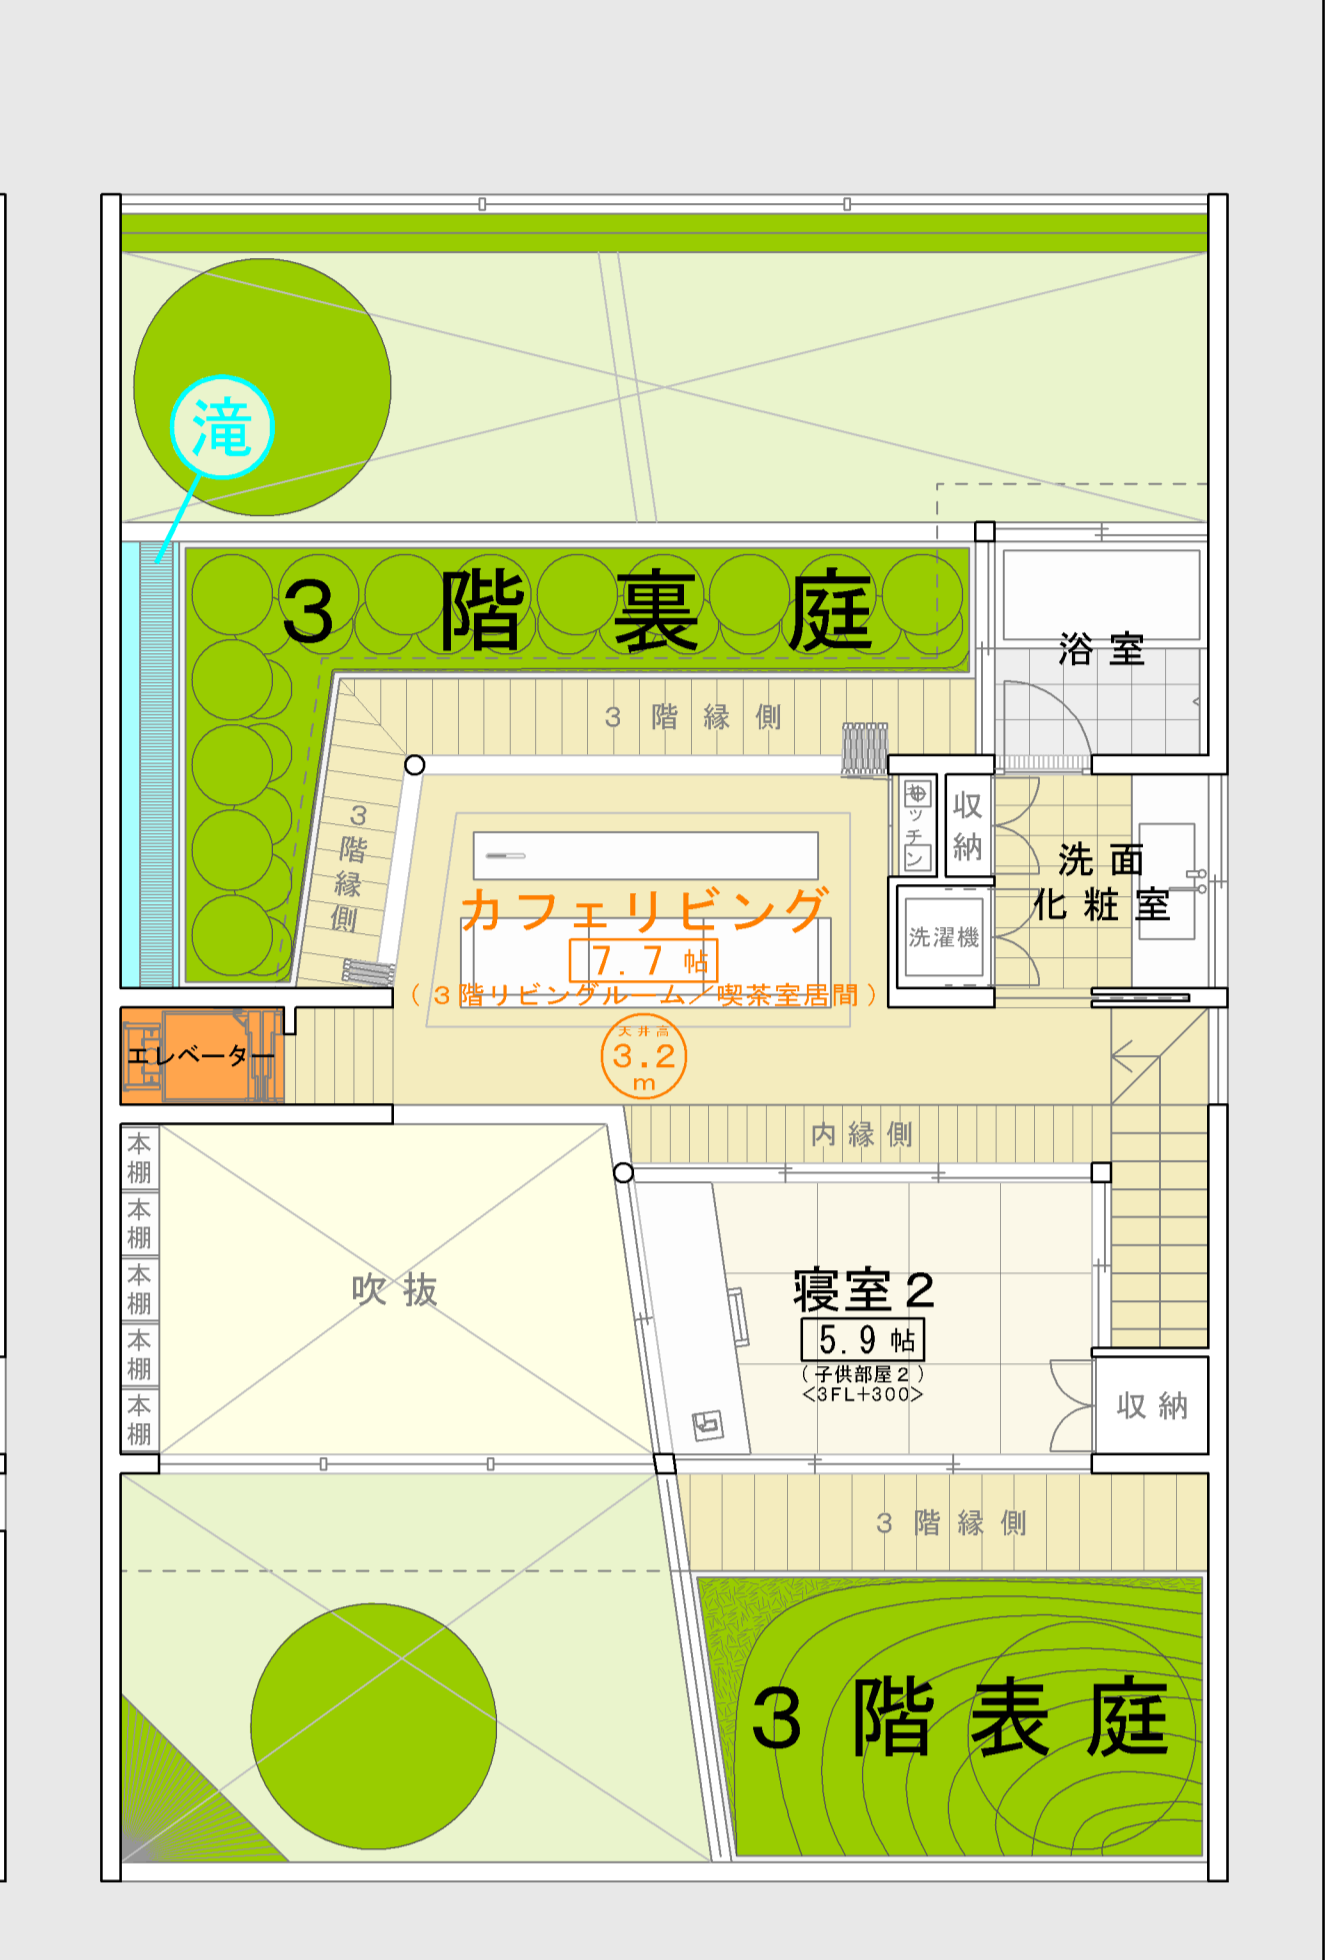 滝
３階裏庭
浴室
３階縁側
３階縁側
キッチン
収納
洗面
化粧室
カフェリビング
7.7 帖
（３階リビングルーム／喫茶室居間）
洗濯機
天井高
3.2
m
エレベーター
内縁側
本棚
本棚
本棚
本棚
本棚
吹抜
寝室２
5.9 帖
（子供部屋２）
<3FL+300>
収納
３階縁側
３階表庭